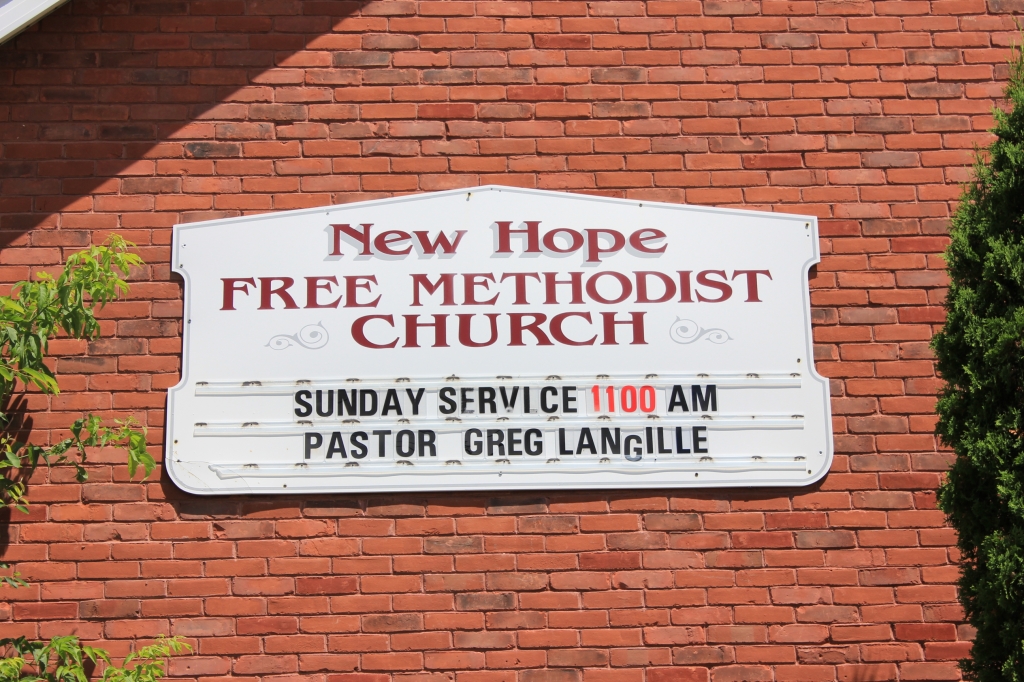 New Hope
FREE METHODIST
CHURCH
SUNDAY SERVICE 1100 AM
PASTOR GREG LANGILLE